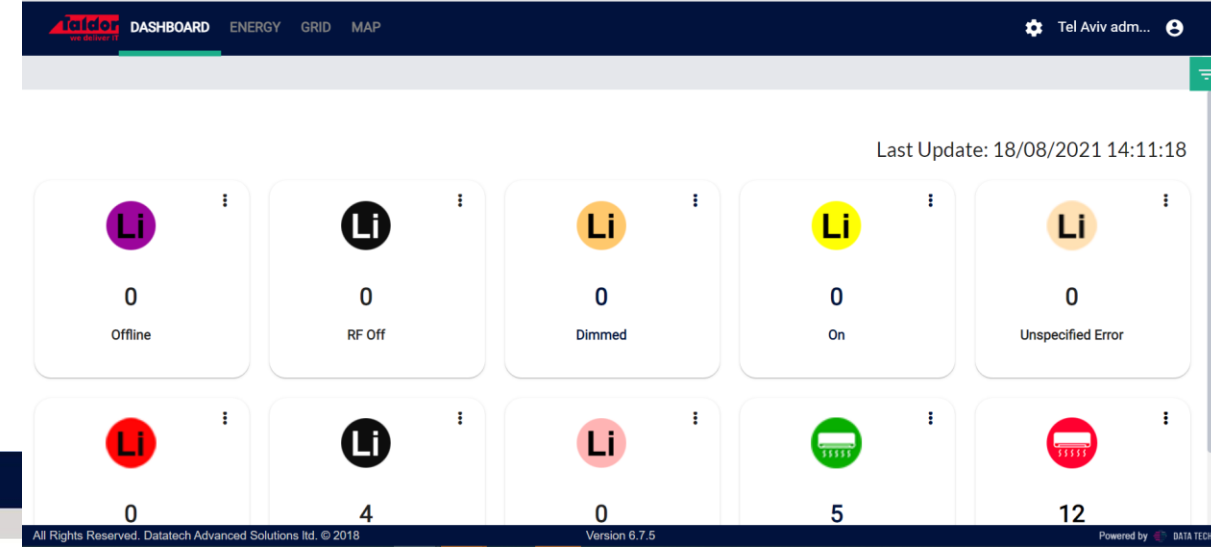 Taldor
we deliver IT
DASHBOARD ENERGY GRID MAP
Tel Aviv adm...
Last Update: 18/08/2021 14:11:18
Li Li Li Li Li
0 0 0 0 0
Offline RF Off Dimmed On Unspecified Error
Li Li Li
0 4 0 5 12
All Rights Reserved. Datatech Advanced Solutions ltd. © 2018 Version 6.7.5 Powered by DATA TECH